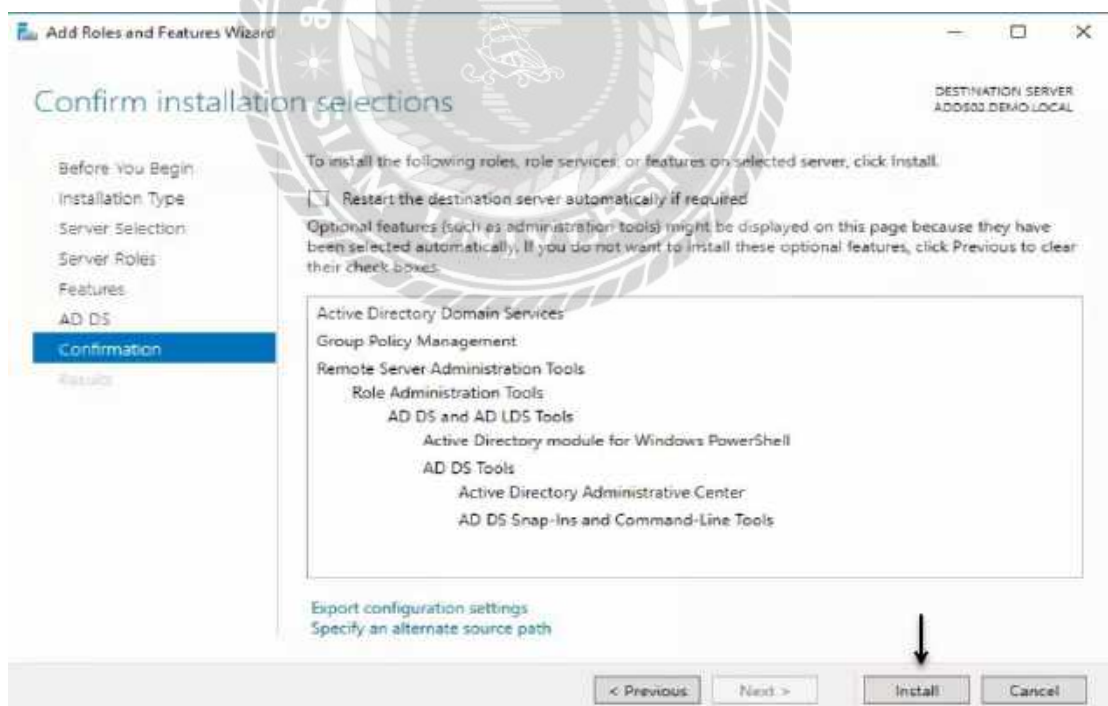 Add Roles and Features Wizard
Confirm installation selections
DESTINATION SERVER
ADDS02.DEMO.LOCAL
Before You Begin
Installation Type
Server Selection
Server Roles
Features
AD DS
Confirmation
Results
To install the following roles, role services, or features on selected server, click Install.
Restart the destination server automatically if required
Optional features (such as administration tools) might be displayed on this page because they have
been selected automatically. If you do not want to install these optional features, click Previous to clear
their check boxes.
Active Directory Domain Services
Group Policy Management
Remote Server Administration Tools
Role Administration Tools
AD DS and AD LDS Tools
Active Directory module for Windows PowerShell
AD DS Tools
Active Directory Administrative Center
AD DS Snap-Ins and Command-Line Tools
Export configuration settings
Specify an alternate source path
< Previous
Next >
Install
Cancel